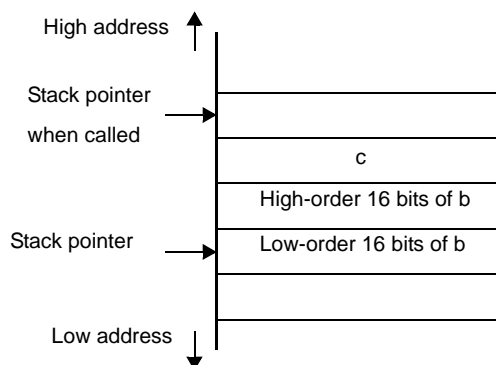 High address
Stack pointer
when called
c
High-order 16 bits of b
Stack pointer
Low-order 16 bits of b
Low address